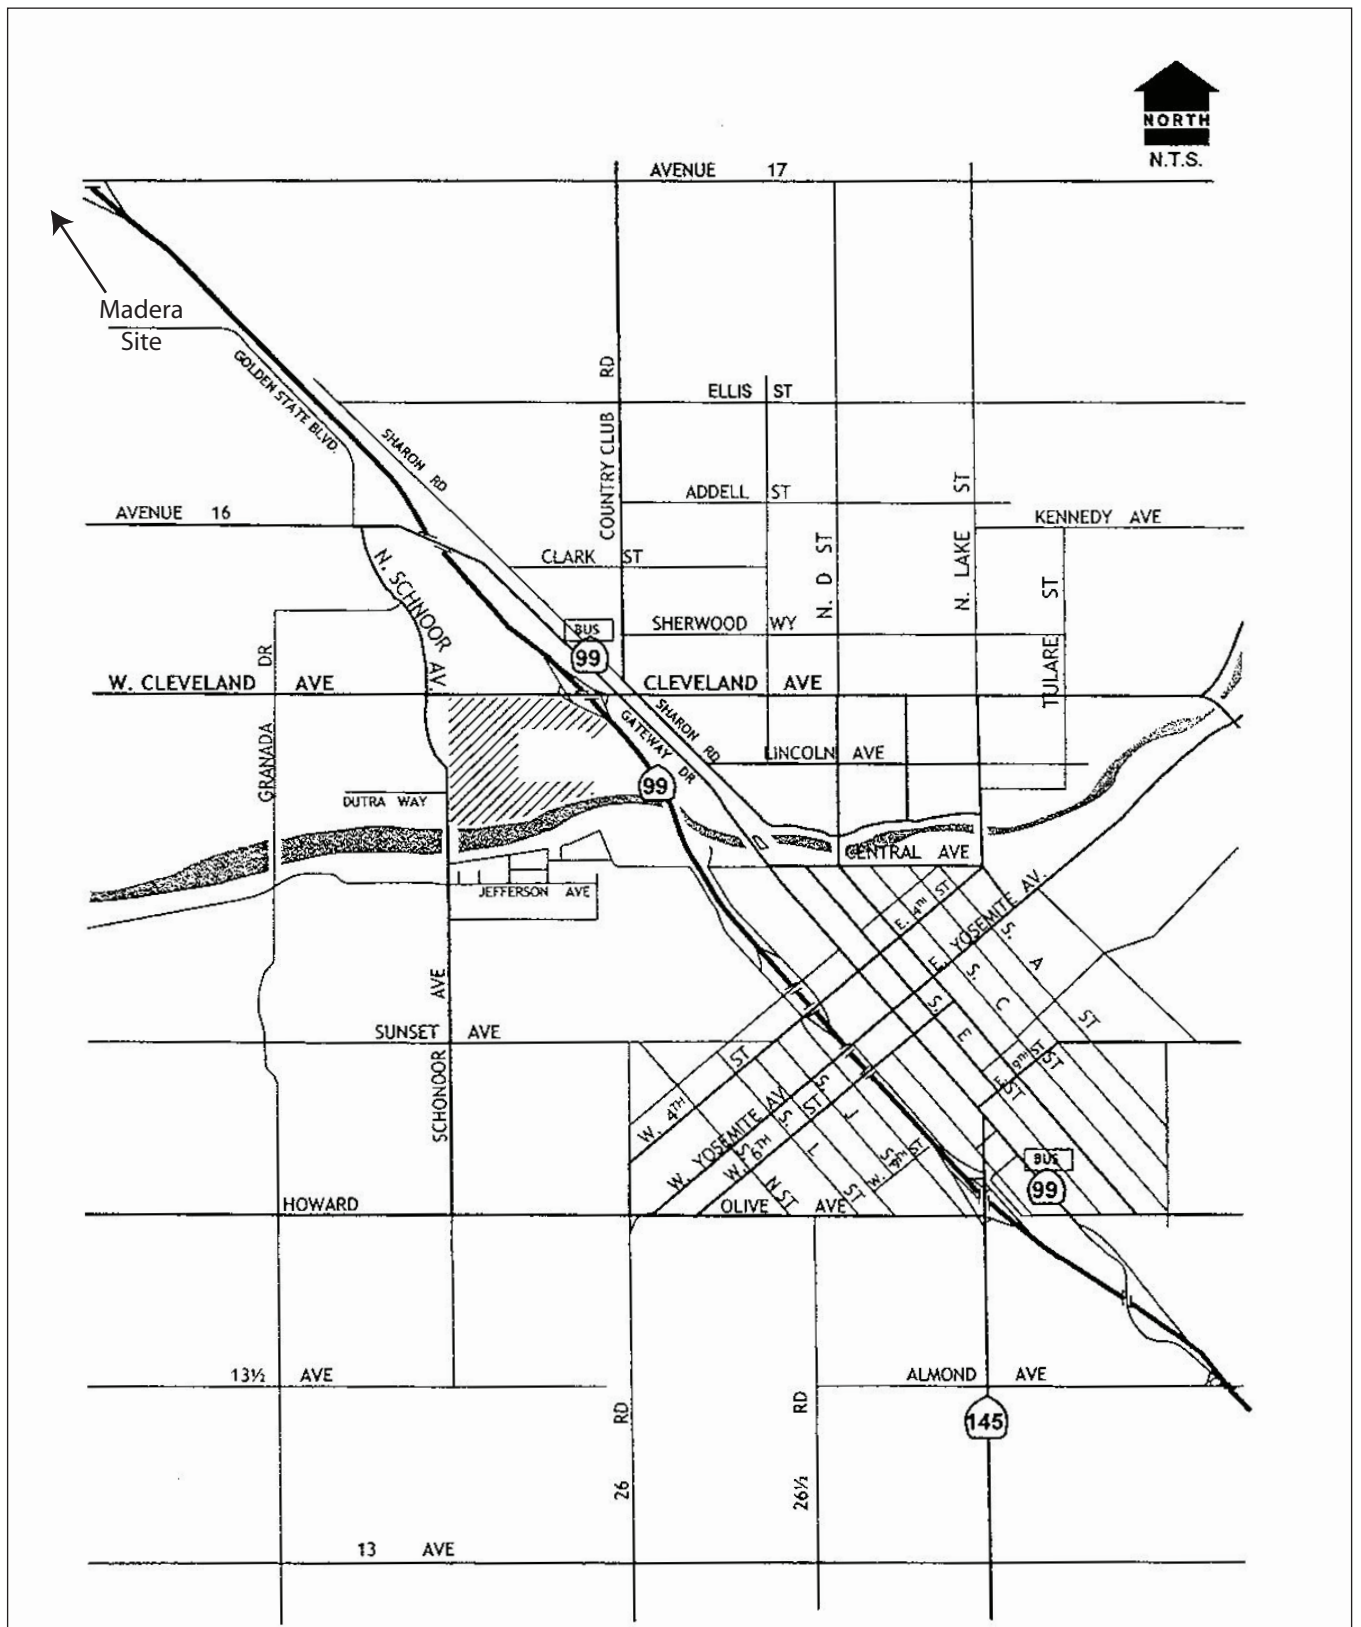 NORTH
N.T.S.
AVENUE 17
Madera
Site
GOLDEN STATE BLVD.
SHARON RD
COUNTRY CLUB RD
ELLIS ST
ADDELL ST
AVENUE 16
KENNEDY AVE
CLARK ST
N. D ST
N. LAKE ST
TULARE ST
N. SCHNOOR AV.
SHERWOOD WY
BUS
99
GRANADA DR
W. CLEVELAND AVE
CLEVELAND AVE
SHARON RD
GATEWAY DR
LINCOLN AVE
99
DUTRA WAY
CENTRAL AVE
JEFFERSON AVE
E. 4TH ST
E. YOSEMITE AV.
S. A ST
S. C ST
S. E ST
E. 9TH ST
SCHONOOR AVE
SUNSET AVE
W. 4TH ST
W. YOSEMITE AV.
W. 6TH ST
S. J ST
S. L ST
S. N ST
W. 9TH ST
BUS
99
HOWARD
OLIVE AVE
13½ AVE
ALMOND AVE
145
26 RD
26½ RD
13 AVE